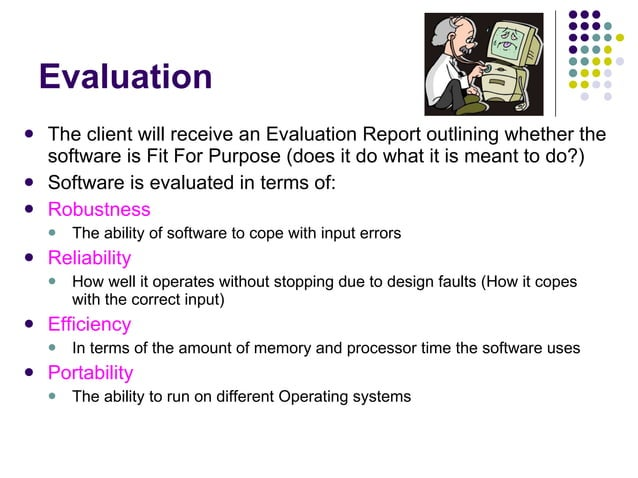 Evaluation
The client will receive an Evaluation Report outlining whether the
software is Fit For Purpose (does it do what it is meant to do?)
Software is evaluated in terms of:
Robustness
The ability of software to cope with input errors
Reliability
How well it operates without stopping due to design faults (How it copes
with the correct input)
Efficiency
In terms of the amount of memory and processor time the software uses
Portability
The ability to run on different Operating systems